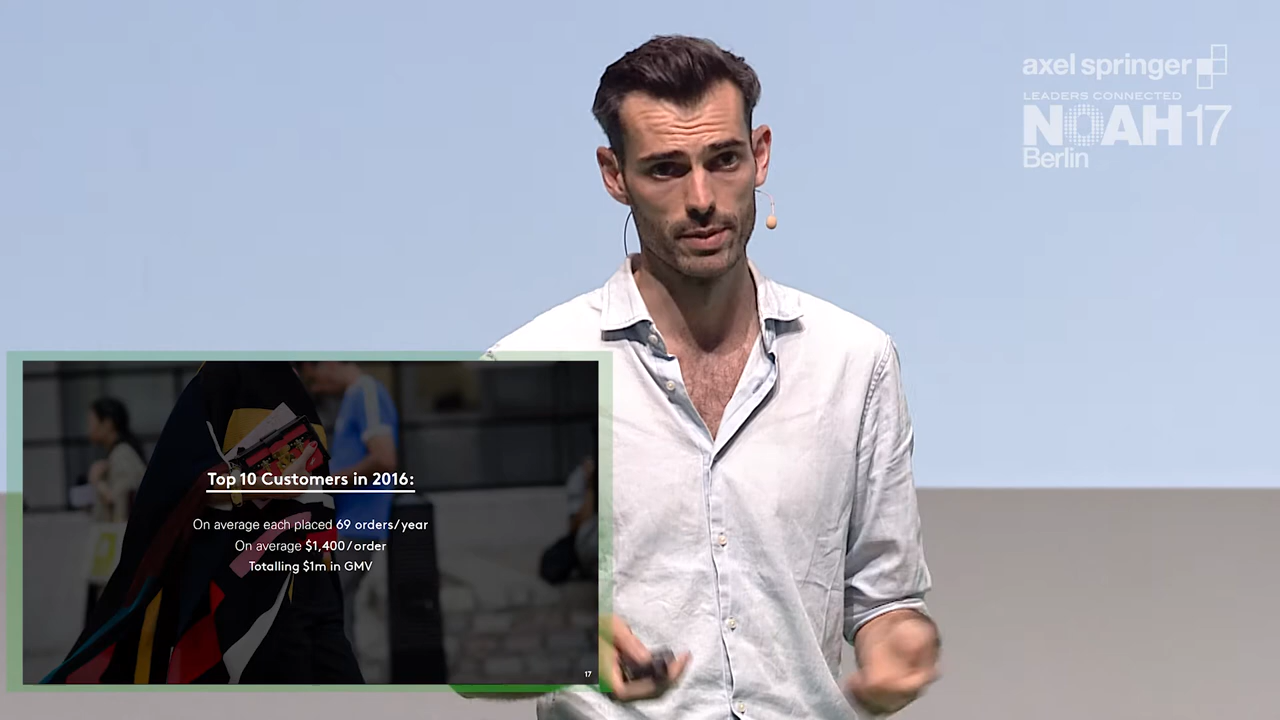 axel springer
LEADERS CONNECTED
NOAH17
Berlin
Top 10 Customers in 2016:
On average each placed 69 orders/year
On average $1,400/order
Totalling $1m in GMV
17